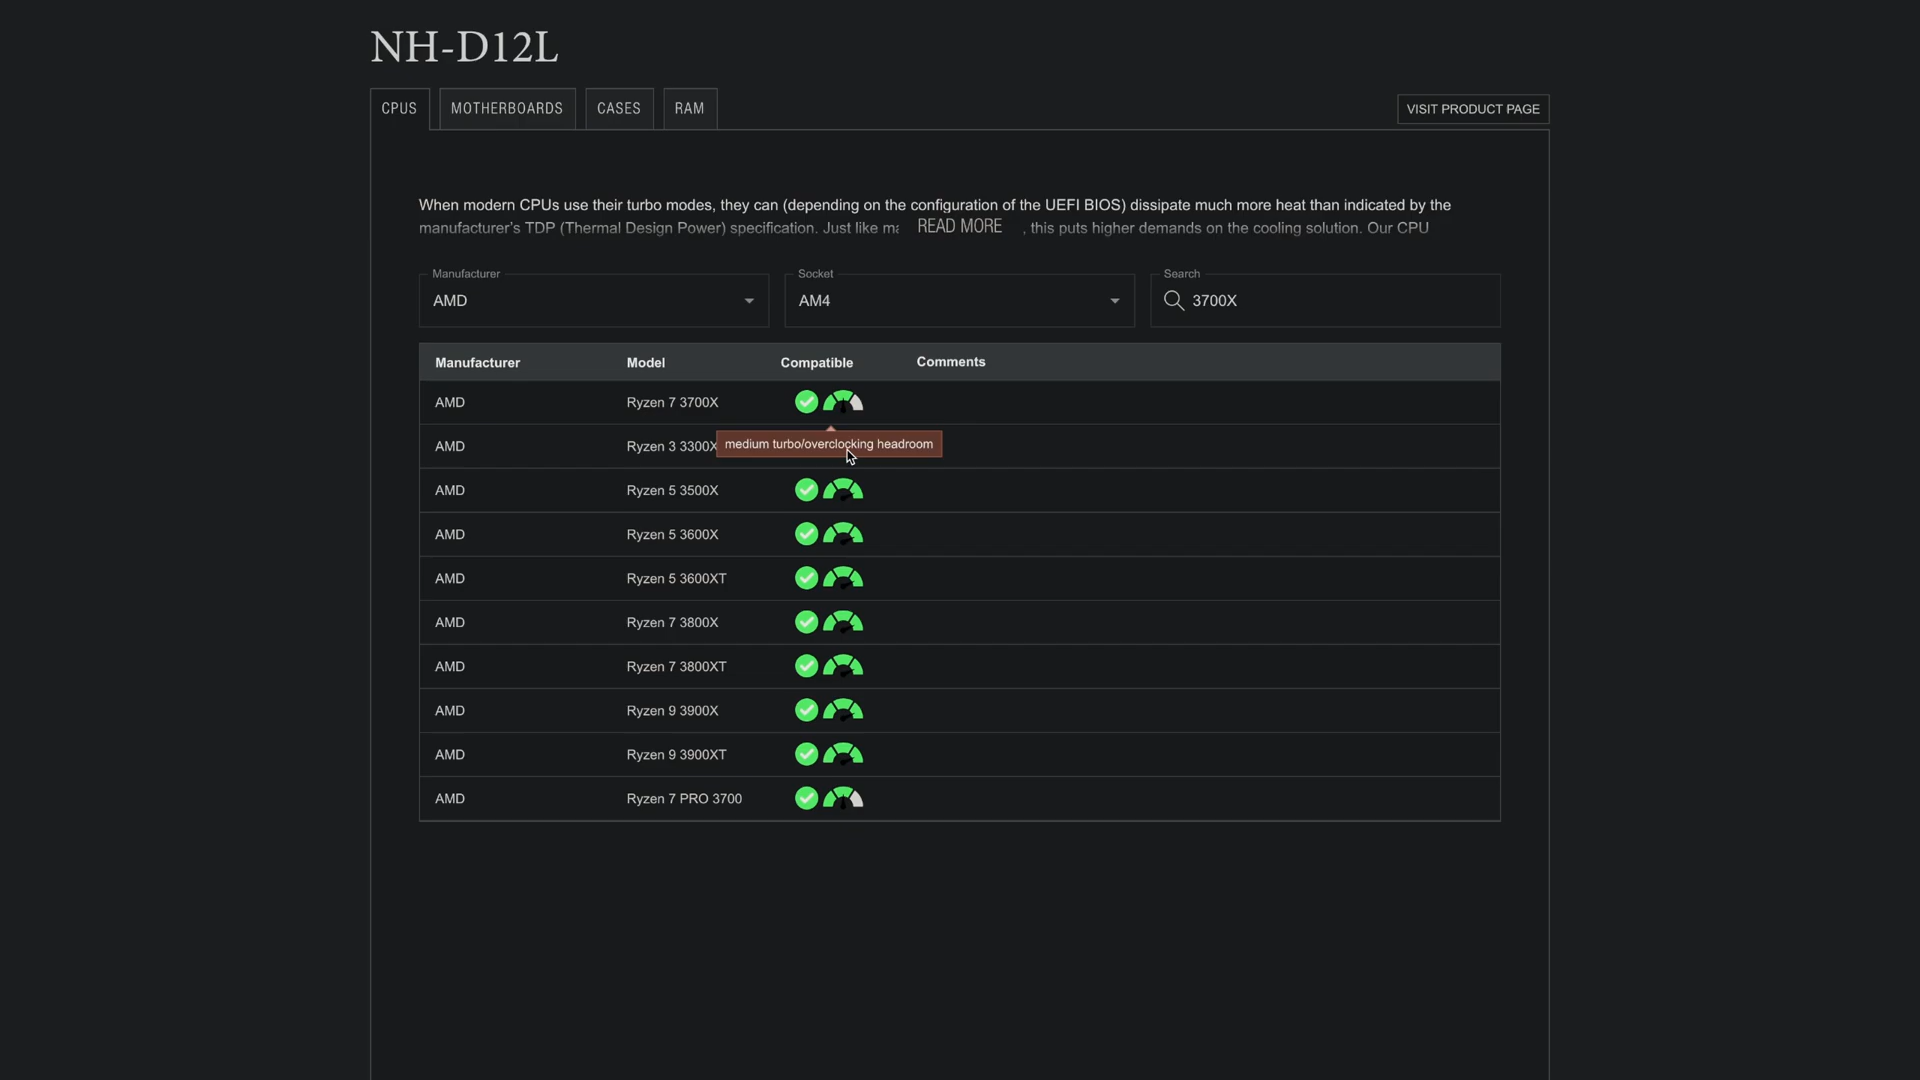 NH-D12L
CPUS
MOTHERBOARDS
CASES
RAM
VISIT PRODUCT PAGE
When modern CPUs use their turbo modes, they can (depending on the configuration of the UEFI BIOS) dissipate much more heat than indicated by the
manufacturer's TDP (Thermal Design Power) specification. Just like READ MORE , this puts higher demands on the cooling solution. Our CPU
Manufacturer
AMD
Socket
AM4
Search
3700X
Manufacturer Model Compatible Comments
AMD Ryzen 7 3700X
AMD Ryzen 3 3300X
medium turbo/overclocking headroom
AMD Ryzen 5 3500X
AMD Ryzen 5 3600X
AMD Ryzen 5 3600XT
AMD Ryzen 7 3800X
AMD Ryzen 7 3800XT
AMD Ryzen 9 3900X
AMD Ryzen 9 3900XT
AMD Ryzen 7 PRO 3700